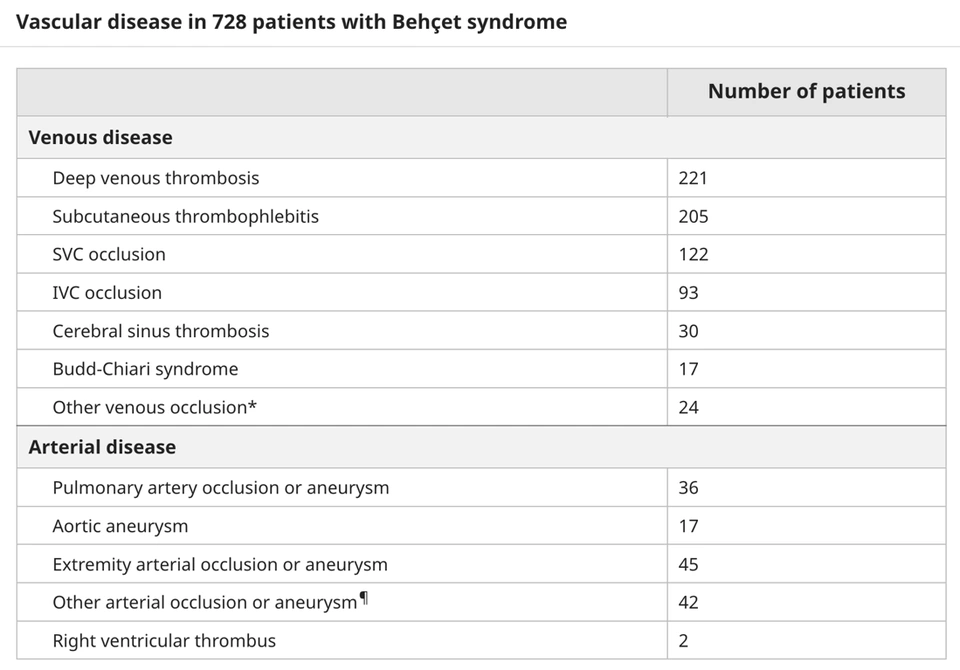 Vascular disease in 728 patients with Behçet syndrome
Number of patients
Venous disease
Deep venous thrombosis 221
Subcutaneous thrombophlebitis 205
SVC occlusion 122
IVC occlusion 93
Cerebral sinus thrombosis 30
Budd-Chiari syndrome 17
Other venous occlusion* 24
Arterial disease
Pulmonary artery occlusion or aneurysm 36
Aortic aneurysm 17
Extremity arterial occlusion or aneurysm 45
Other arterial occlusion or aneurysm¶ 42
Right ventricular thrombus 2